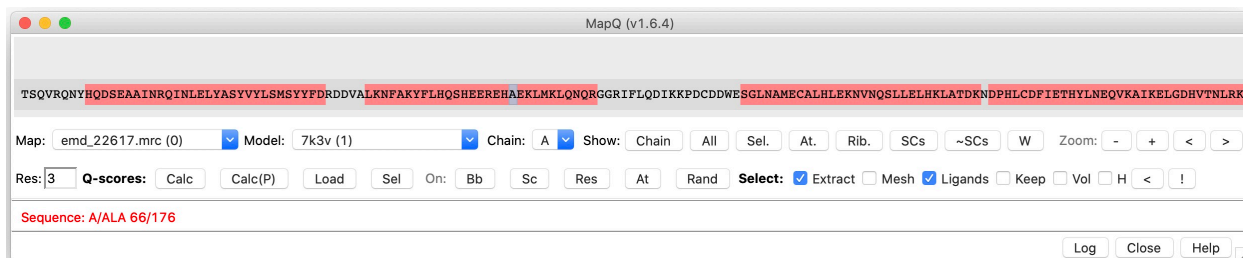 MapQ (v1.6.4)
TSQVRQNYHQDSEAAINRQINLELYASYVYLSMSYYFDRDDVALKNFAKYFLHQSHEEREHAEKLMKLQNQRGGRIFLQDIKKPDCDDWESGLNAMECALHLEKNVNQSLLELHKLATDKNDPHLCDFIETHYLNEQVKAIKELGDHVTNLRK
Map: emd_22617.mrc (0) Model: 7k3v (1) Chain: A Show: Chain All Sel. At. Rib. SCs ~SCs W Zoom: - + < >
Res: 3 Q-scores: Calc Calc(P) Load Sel On: Bb Sc Res At Rand Select: Extract Mesh Ligands Keep Vol H < !
Sequence: A/ALA 66/176
Log Close Help